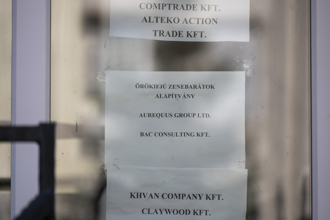 COMPTRADE KFT.
ALTEKO ACTION
TRADE KFT.
ÖRÖKIFJÚ ZENEBARÁTOK
ALAPÍTVÁNY
AUREQUUS GROUP LTD.
BAC CONSULTING KFT.
KHVAN COMPANY KFT.
CLAYWOOD KFT.